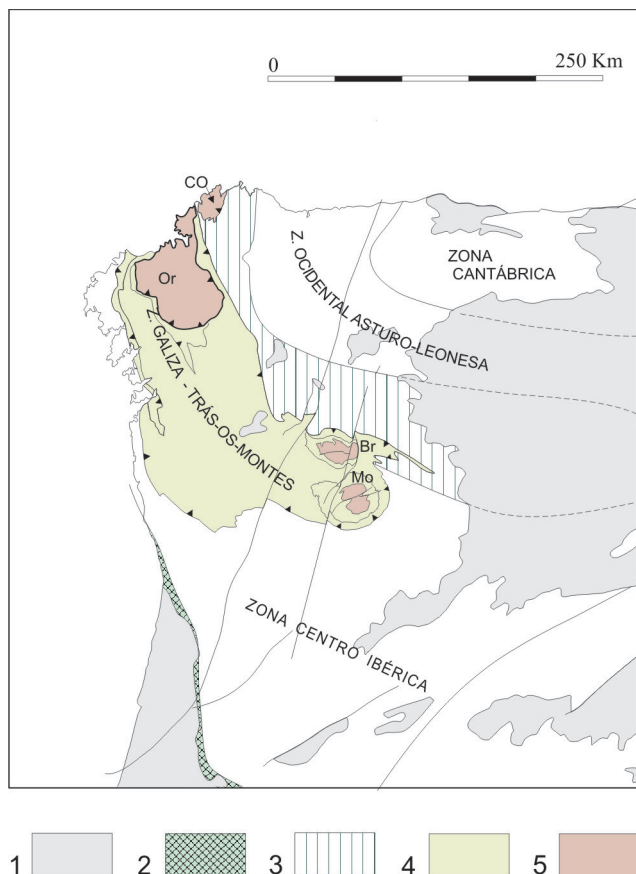 0 250 Km
CO
ZONA
CANTÁBRICA
Z. OCIDENTAL ASTURO-LEONESA
Or
Z. GALIZA - TRÁS-OS-MONTES
Br
Mo
ZONA CENTRO IBÉRICA
1 2 3 4 5